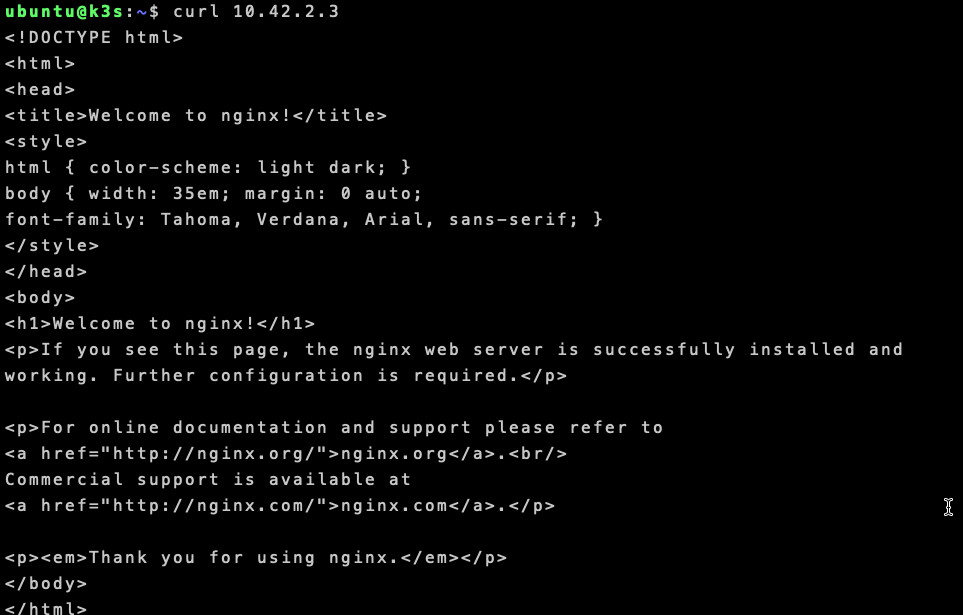 ubuntu@k3s:~$ curl 10.42.2.3
<!DOCTYPE html>
<html>
<head>
<title>Welcome to nginx!</title>
<style>
html { color-scheme: light dark; }
body { width: 35em; margin: 0 auto;
font-family: Tahoma, Verdana, Arial, sans-serif; }
</style>
</head>
<body>
<h1>Welcome to nginx!</h1>
<p>If you see this page, the nginx web server is successfully installed and
working. Further configuration is required.</p>

<p>For online documentation and support please refer to
<a href="http://nginx.org/">nginx.org</a>.<br/>
Commercial support is available at
<a href="http://nginx.com/">nginx.com</a>.</p>

<p><em>Thank you for using nginx.</em></p>
</body>
</html>